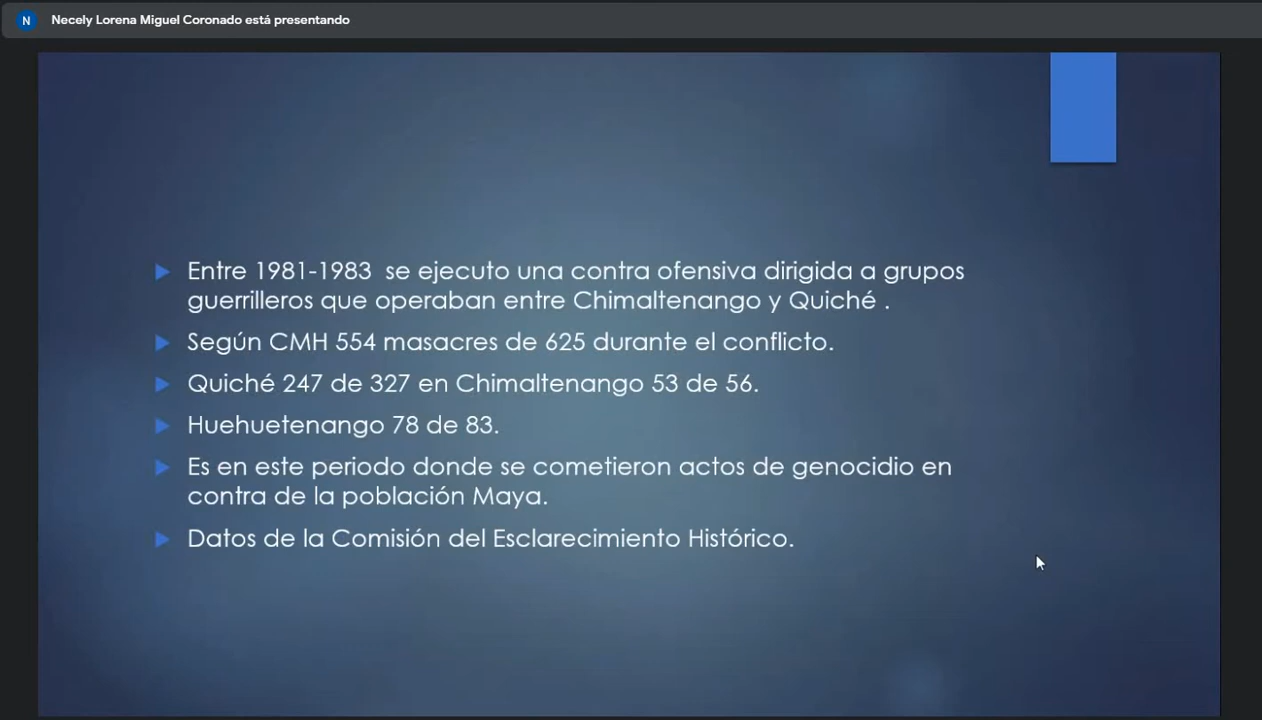 N Necely Lorena Miguel Coronado está presentando
Entre 1981-1983 se ejecuto una contra ofensiva dirigida a grupos
guerrilleros que operaban entre Chimaltenango y Quiché .
Según CMH 554 masacres de 625 durante el conflicto.
Quiché 247 de 327 en Chimaltenango 53 de 56.
Huehuetenango 78 de 83.
Es en este periodo donde se cometieron actos de genocidio en
contra de la población Maya.
Datos de la Comisión del Esclarecimiento Histórico.